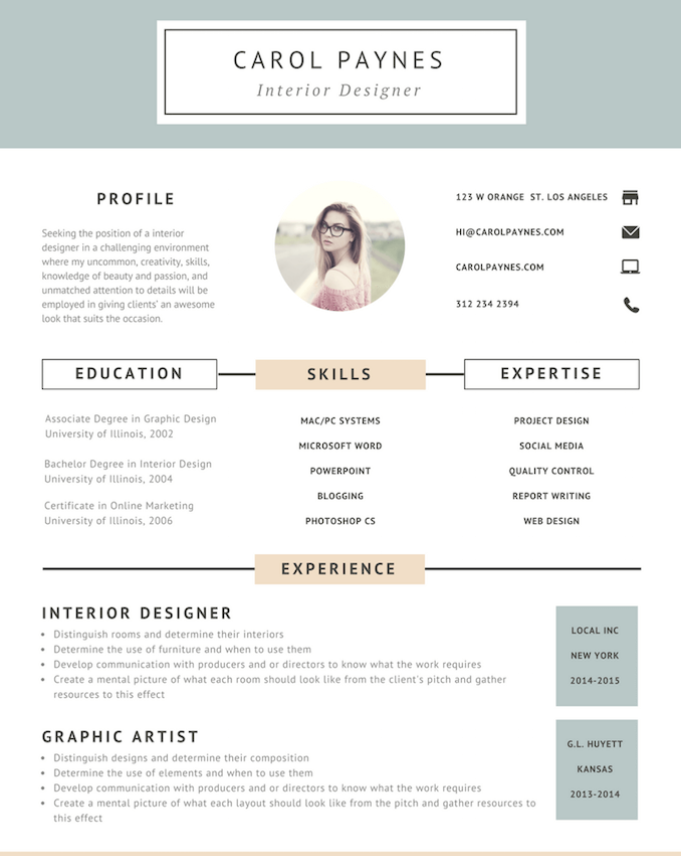 CAROL PAYNES
Interior Designer
PROFILE
Seeking the position of a interior
designer in a challenging environment
where my uncommon, creativity, skills,
knowledge of beauty and passion, and
unmatched attention to details will be
employed in giving clients' an awesome
look that suits the occasion.
123 W ORANGE ST. LOS ANGELES
HI@CAROLPAYNES.COM
CAROLPAYNES.COM
312 234 2394
EDUCATION
Associate Degree in Graphic Design
University of Illinois, 2002
Bachelor Degree in Interior Design
University of Illinois, 2004
Certificate in Online Marketing
University of Illinois, 2006
SKILLS
MAC/PC SYSTEMS
MICROSOFT WORD
POWERPOINT
BLOGGING
PHOTOSHOP CS
EXPERTISE
PROJECT DESIGN
SOCIAL MEDIA
QUALITY CONTROL
REPORT WRITING
WEB DESIGN
EXPERIENCE
INTERIOR DESIGNER
• Distinguish rooms and determine their interiors
• Determine the use of furniture and when to use them
• Develop communication with producers and or directors to know what the work requires
• Create a mental picture of what each room should look like from the client's pitch and gather
resources to this effect
LOCAL INC
NEW YORK
2014-2015
GRAPHIC ARTIST
• Distinguish designs and determine their composition
• Determine the use of elements and when to use them
• Develop communication with producers and or directors to know what the work requires
• Create a mental picture of what each layout should look like from the pitch and gather resources to
this effect
G.L. HUYETT
KANSAS
2013-2014